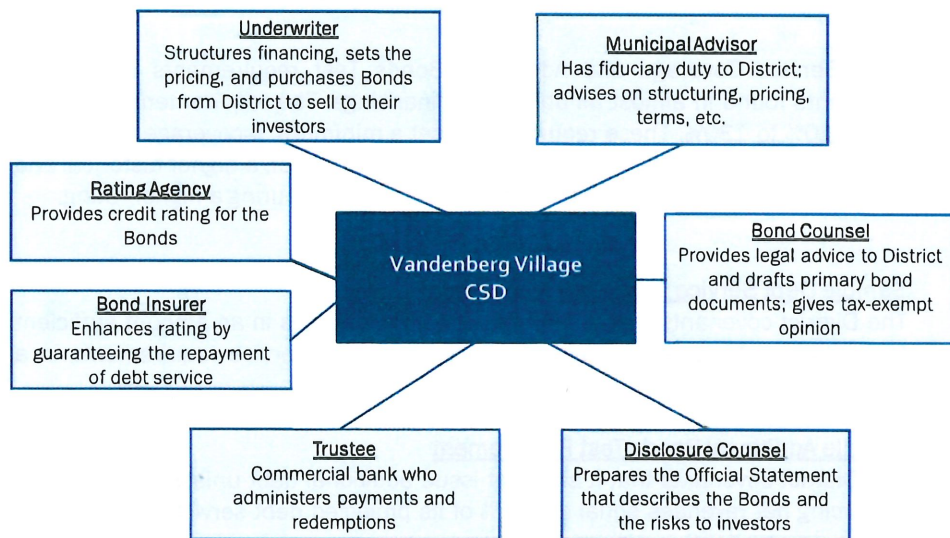 Underwriter
Structures financing, sets the
pricing, and purchases Bonds
from District to sell to their
investors
Municipal Advisor
Has fiduciary duty to District;
advises on structuring, pricing,
terms, etc.
Rating Agency
Provides credit rating for the
Bonds
Vandenberg Village
CSD
Bond Counsel
Provides legal advice to District
and drafts primary bond
documents; gives tax-exempt
opinion
Bond Insurer
Enhances rating by
guaranteeing the repayment
of debt service
Trustee
Commercial bank who
administers payments and
redemptions
Disclosure Counsel
Prepares the Official Statement
that describes the Bonds and
the risks to investors